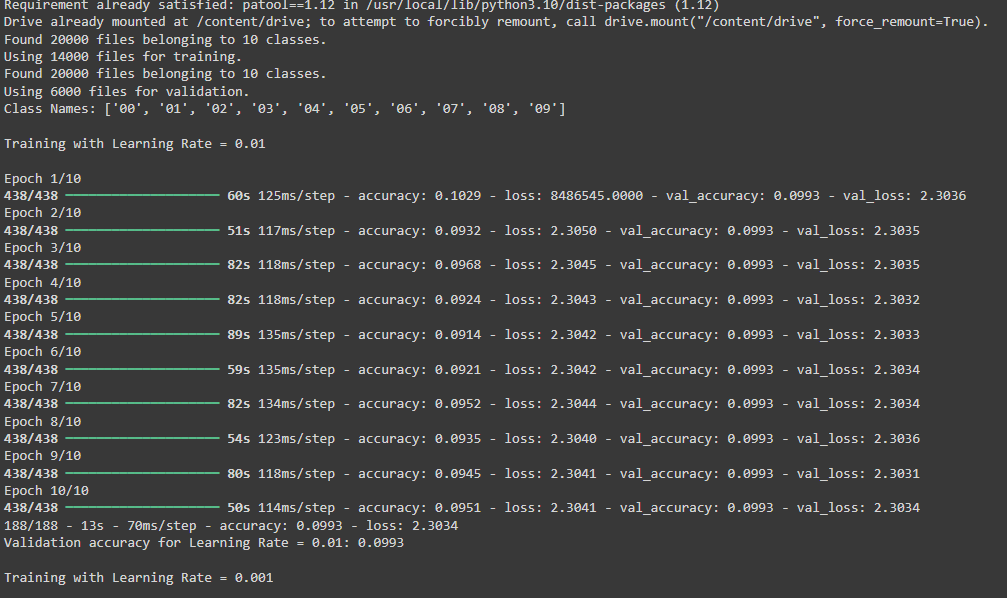 Requirement already satisfied: patool==1.12 in /usr/local/lib/python3.10/dist-packages (1.12)
Drive already mounted at /content/drive; to attempt to forcibly remount, call drive.mount("/content/drive", force_remount=True).
Found 20000 files belonging to 10 classes.
Using 14000 files for training.
Found 20000 files belonging to 10 classes.
Using 6000 files for validation.
Class Names: ['00', '01', '02', '03', '04', '05', '06', '07', '08', '09']
Training with Learning Rate = 0.01
Epoch 1/10
438/438 60s 125ms/step - accuracy: 0.1029 - loss: 8486545.0000 - val_accuracy: 0.0993 - val_loss: 2.3036
Epoch 2/10
438/438 51s 117ms/step - accuracy: 0.0932 - loss: 2.3050 - val_accuracy: 0.0993 - val_loss: 2.3035
Epoch 3/10
438/438 82s 118ms/step - accuracy: 0.0968 - loss: 2.3045 - val_accuracy: 0.0993 - val_loss: 2.3035
Epoch 4/10
438/438 82s 118ms/step - accuracy: 0.0924 - loss: 2.3043 - val_accuracy: 0.0993 - val_loss: 2.3032
Epoch 5/10
438/438 89s 135ms/step - accuracy: 0.0914 - loss: 2.3042 - val_accuracy: 0.0993 - val_loss: 2.3033
Epoch 6/10
438/438 59s 135ms/step - accuracy: 0.0921 - loss: 2.3042 - val_accuracy: 0.0993 - val_loss: 2.3034
Epoch 7/10
438/438 82s 134ms/step - accuracy: 0.0952 - loss: 2.3044 - val_accuracy: 0.0993 - val_loss: 2.3034
Epoch 8/10
438/438 54s 123ms/step - accuracy: 0.0935 - loss: 2.3040 - val_accuracy: 0.0993 - val_loss: 2.3036
Epoch 9/10
438/438 80s 118ms/step - accuracy: 0.0945 - loss: 2.3041 - val_accuracy: 0.0993 - val_loss: 2.3031
Epoch 10/10
438/438 50s 114ms/step - accuracy: 0.0951 - loss: 2.3041 - val_accuracy: 0.0993 - val_loss: 2.3034
188/188 - 13s - 70ms/step - accuracy: 0.0993 - loss: 2.3034
Validation accuracy for Learning Rate = 0.01: 0.0993
Training with Learning Rate = 0.001